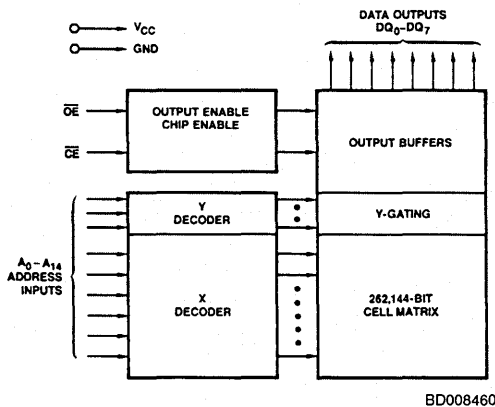 DATA OUTPUTS
DQ0–DQ7
VCC
GND
OE
CE
OUTPUT ENABLE
CHIP ENABLE
OUTPUT BUFFERS
Y
DECODER
Y-GATING
A0–A14
ADDRESS
INPUTS
X
DECODER
262,144-BIT
CELL MATRIX
BD008460